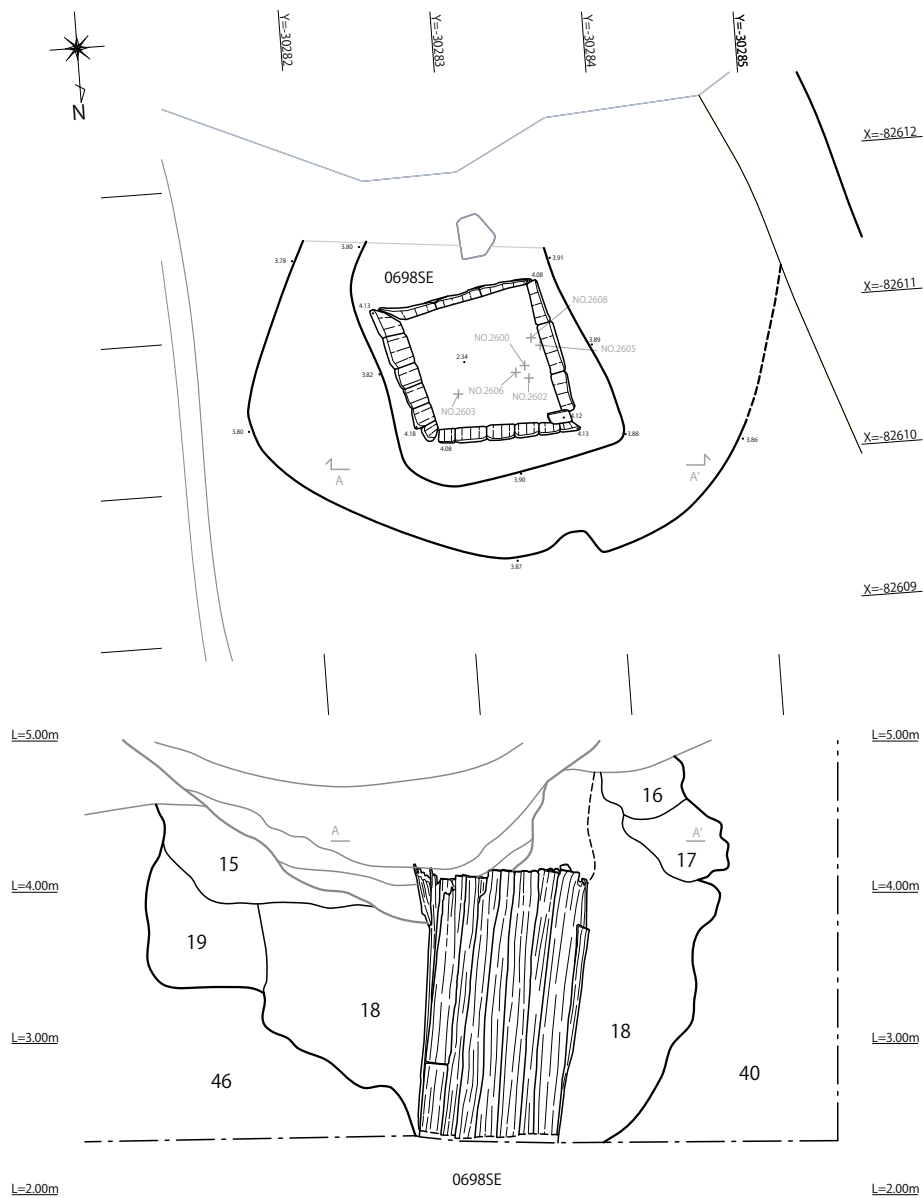 N
Y=-30282
Y=-30283
Y=-30284
Y=-30285
X=-82612
X=-82611
X=-82610
X=-82609
3.78
3.80
3.91
0698SE
4.08
4.13
NO.2608
NO.2600
3.89
NO.2605
2.34
3.82
NO.2606
NO.2602
NO.2603
4.12
3.80
4.18
4.13
3.88
4.08
3.86
A
A'
3.90
3.87
L=5.00m
L=5.00m
16
A
A'
15
17
L=4.00m
L=4.00m
19
18
18
L=3.00m
L=3.00m
46
40
0698SE
L=2.00m
L=2.00m